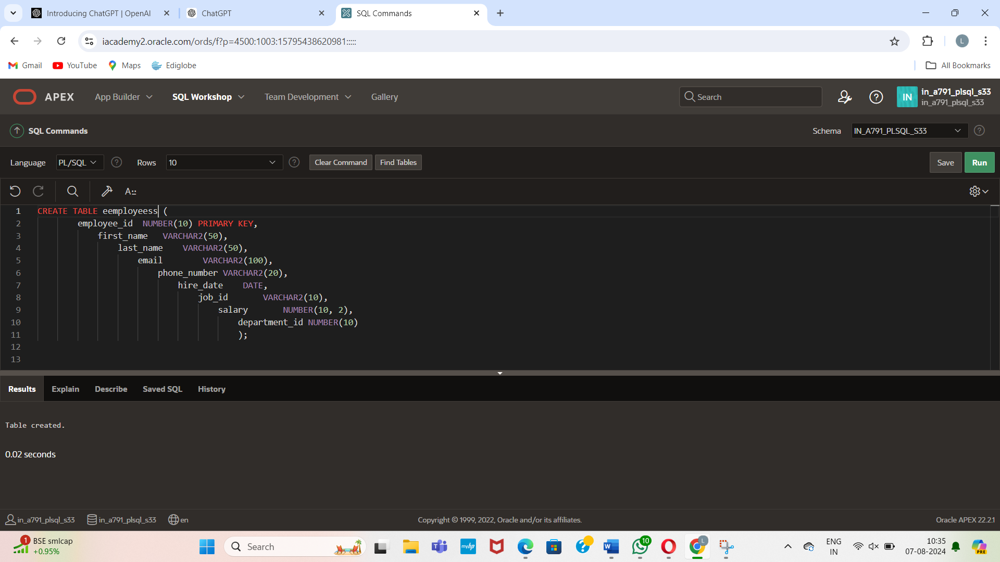 Introducing ChatGPT | OpenAI
ChatGPT
SQL Commands
iacademy2.oracle.com/ords/f?p=4500:1003:15795438620981:::::
L
Gmail
YouTube
Maps
Ediglobe
All Bookmarks
APEX
App Builder
SQL Workshop
Team Development
Gallery
Search
IN
in_a791_plsql_s33
in_a791_plsql_s33
SQL Commands
Schema
IN_A791_PLSQL_S33
Language
PL/SQL
Rows
10
Clear Command
Find Tables
Save
Run
A::
1 CREATE TABLE eemployeess (
2 employee_id NUMBER(10) PRIMARY KEY,
3 first_name VARCHAR2(50),
4 last_name VARCHAR2(50),
5 email VARCHAR2(100),
6 phone_number VARCHAR2(20),
7 hire_date DATE,
8 job_id VARCHAR2(10),
9 salary NUMBER(10, 2),
10 department_id NUMBER(10)
11 );
12
13
Results
Explain
Describe
Saved SQL
History
Table created.
0.02 seconds
in_a791_plsql_s33
in_a791_plsql_s33
en
Copyright © 1999, 2022, Oracle and/or its affiliates.
Oracle APEX 22.2.1
1
BSE smlcap
+0.95%
Search
myhp
10
L
ENG
IN
10:35
07-08-2024
PRE